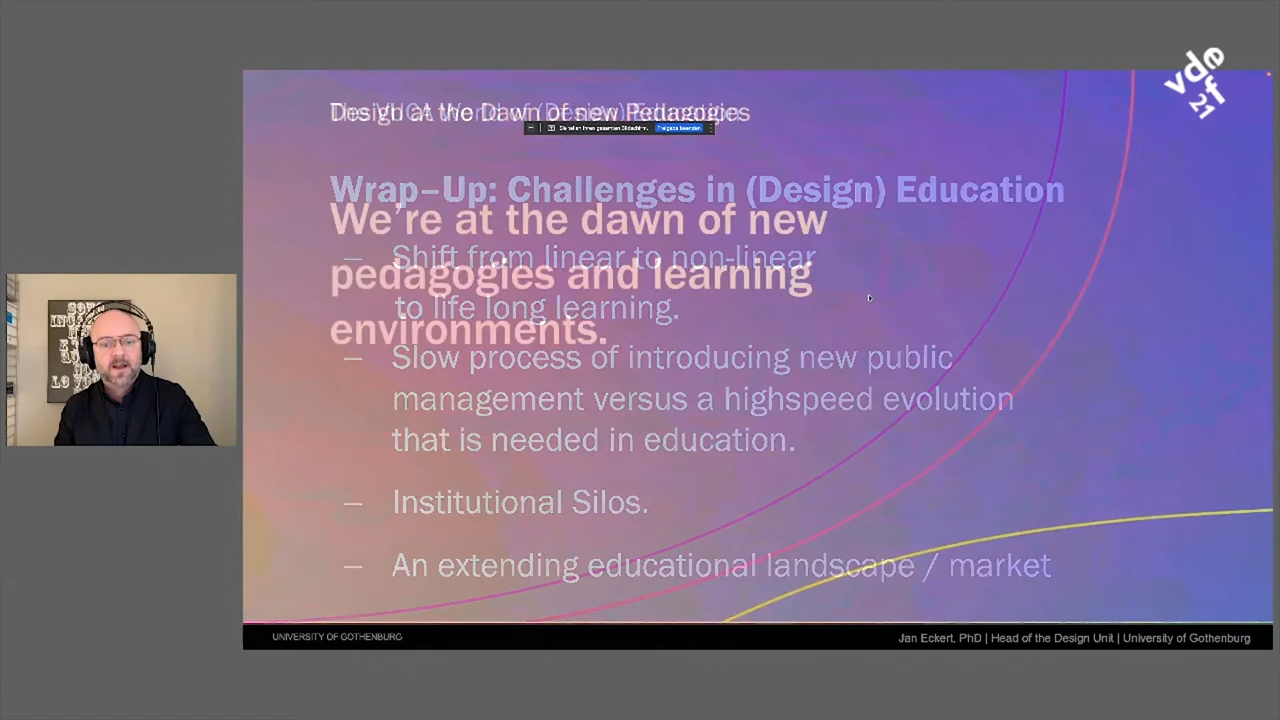 vdef
21
Design at the Dawn of new Pedagogies
Wrap–Up: Challenges in (Design) Education
We’re at the dawn of new
pedagogies and learning
environments.
– Shift from linear to non-linear
to life long learning.
– Slow process of introducing new public
management versus a highspeed evolution
that is needed in education.
– Institutional Silos.
– An extending educational landscape / market
UNIVERSITY OF GOTHENBURG
Jan Eckert, PhD | Head of the Design Unit | University of Gothenburg